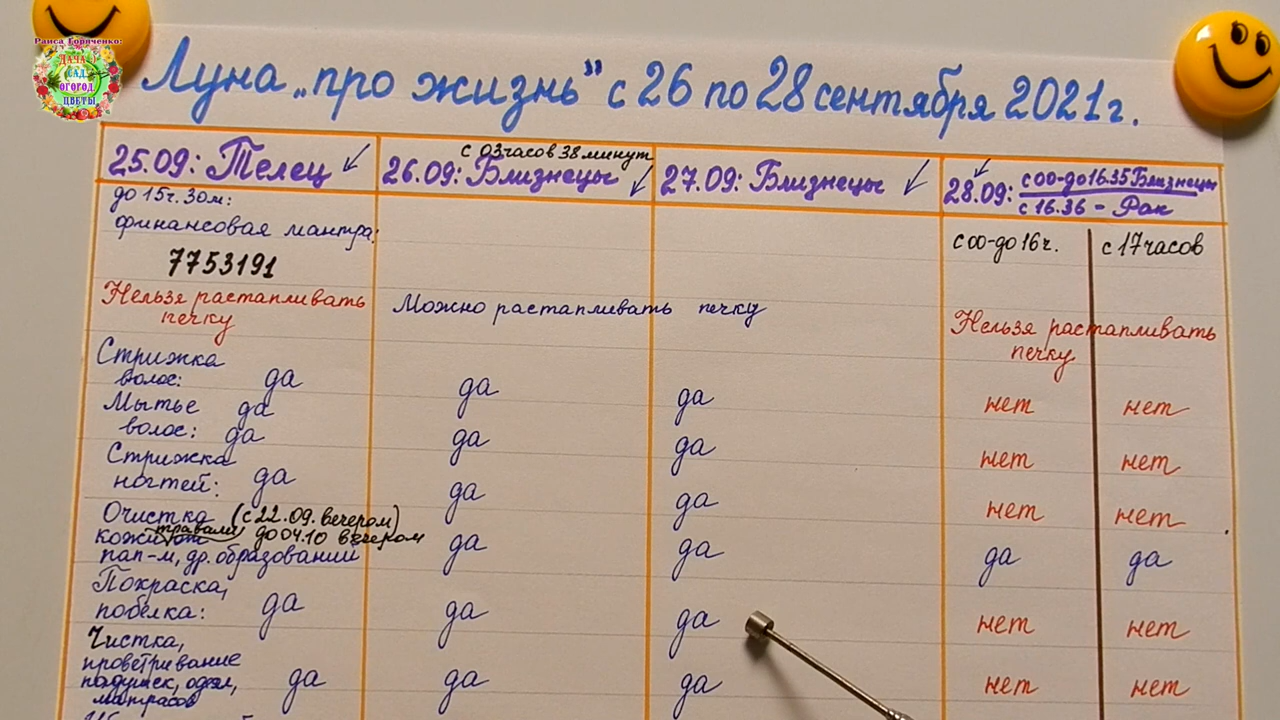 Раиса Горяченко:
ДАЧА
САД
ОГОРОД
ЦВЕТЫ
Луна „про жизнь” с 26 по 28 сентября 2021 г.
25.09: Телец
с 03 часов 38 минут
26.09: Близнецы
27.09: Близнецы
28.09: с 00-до 16.35 Близнецы
с 16.36 - Рак
до 15ч. 30м:
финансовая мантра:
7753191
с 00-до 16ч.
с 17 часов
Нельзя растапливать
печку
Можно растапливать печку
Нельзя растапливать
печку
Стрижка
волос: да да да нет нет
Мытье да
волос: да да да нет нет
Стрижка
ногтей: да да да нет нет
Очистка (с 22.09. вечером)
кожи от травами до 04.10 вечером
пап-м, др. образований да да да да
Покраска,
побелка: да да да нет нет
Чистка,
проветривание
подушек, одеял, да да да нет нет
матрасов